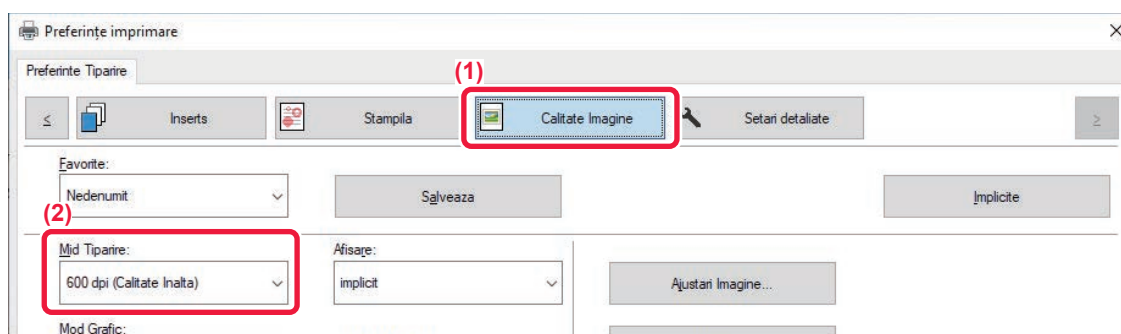 Preferințe imprimare
Preferinte Tiparire
(1)
< Inserts Stampila Calitate Imagine Setari detaliate >
Favorite:
Nedenumit Salveaza Implicite
(2)
Mid Tiparire: Afisare:
600 dpi (Calitate Inalta) implicit Ajustari Imagine...
Mod Grafic: